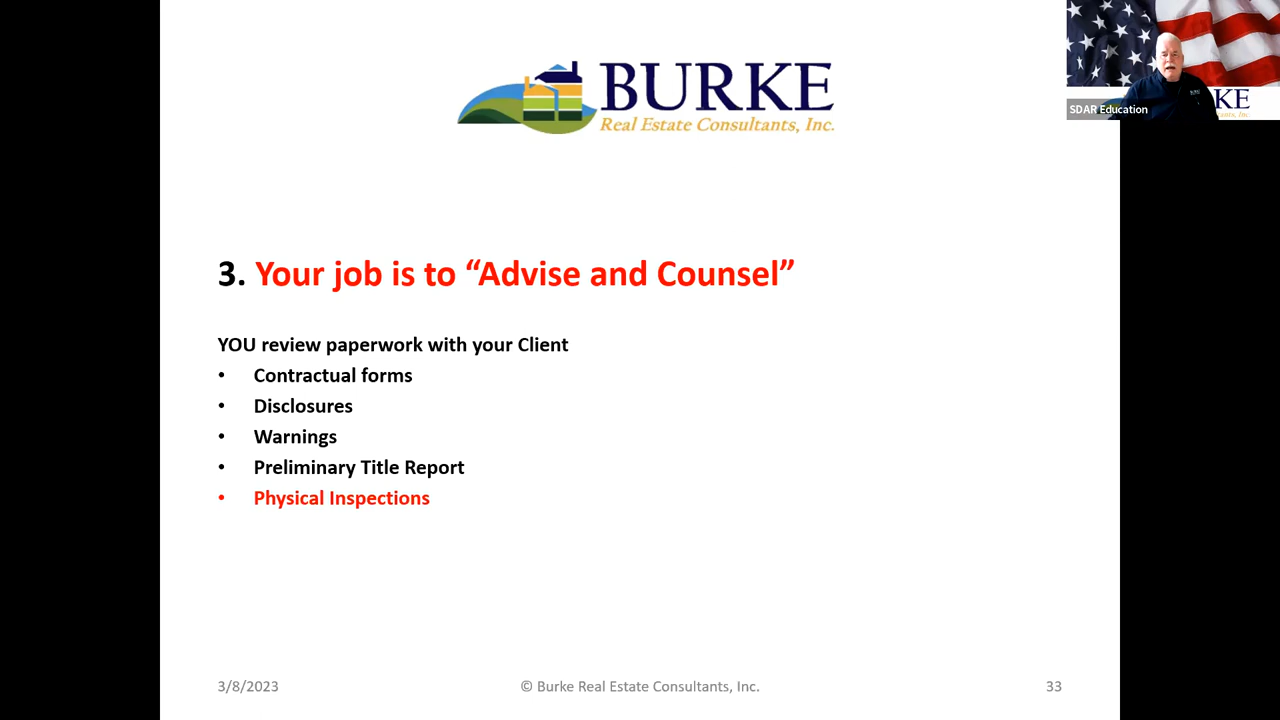 BURKE
Real Estate Consultants, Inc.
KE
SDAR Education
3. Your job is to “Advise and Counsel”
YOU review paperwork with your Client
• Contractual forms
• Disclosures
• Warnings
• Preliminary Title Report
• Physical Inspections
3/8/2023
© Burke Real Estate Consultants, Inc.
33